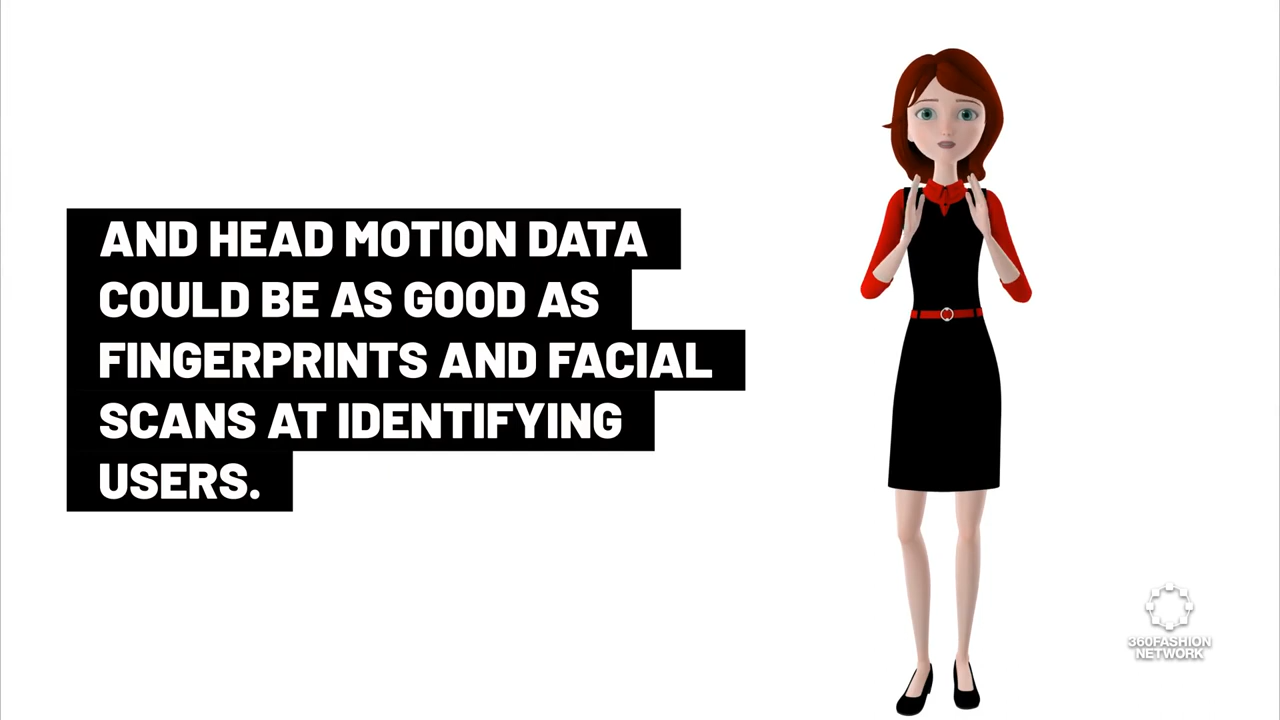 AND HEAD MOTION DATA
COULD BE AS GOOD AS
FINGERPRINTS AND FACIAL
SCANS AT IDENTIFYING
USERS.
360FASHION
NETWORK